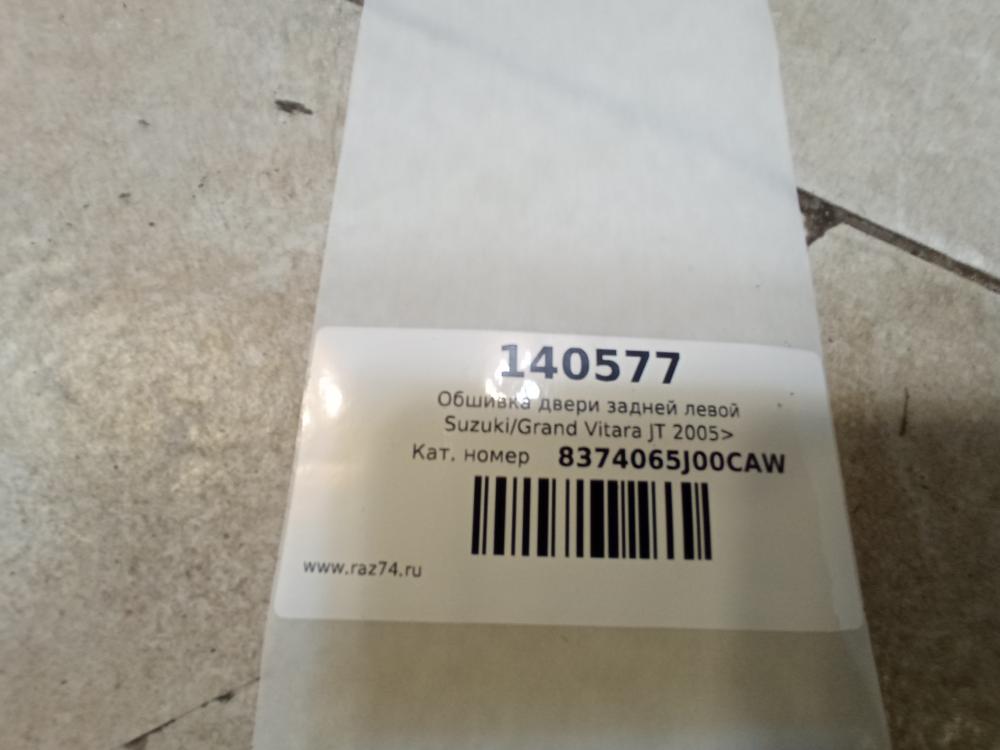 140577
Обшивка двери задней левой
Suzuki/Grand Vitara JT 2005>
Кат. номер 8374065J00CAW
www.raz74.ru